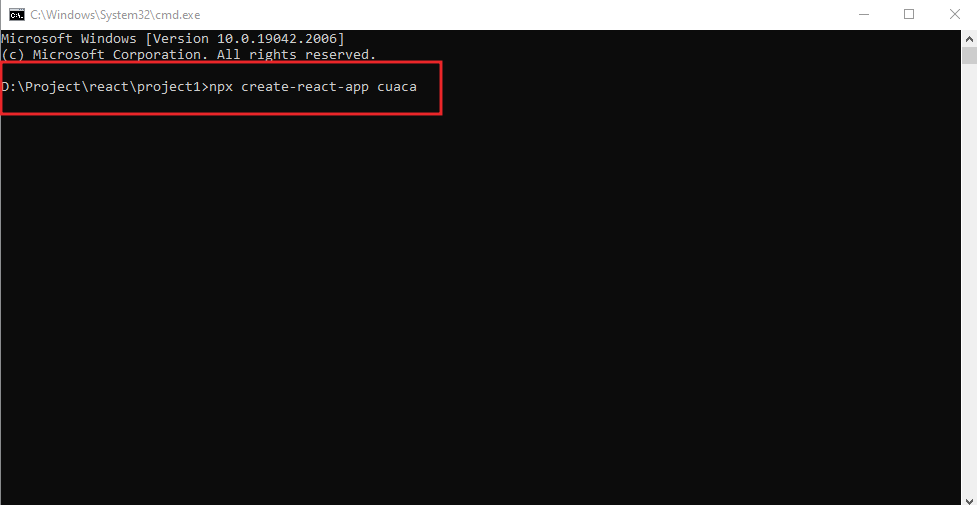 C:\Windows\System32\cmd.exe
Microsoft Windows [Version 10.0.19042.2006]
(c) Microsoft Corporation. All rights reserved.
D:\Project\react\project1>npx create-react-app cuaca